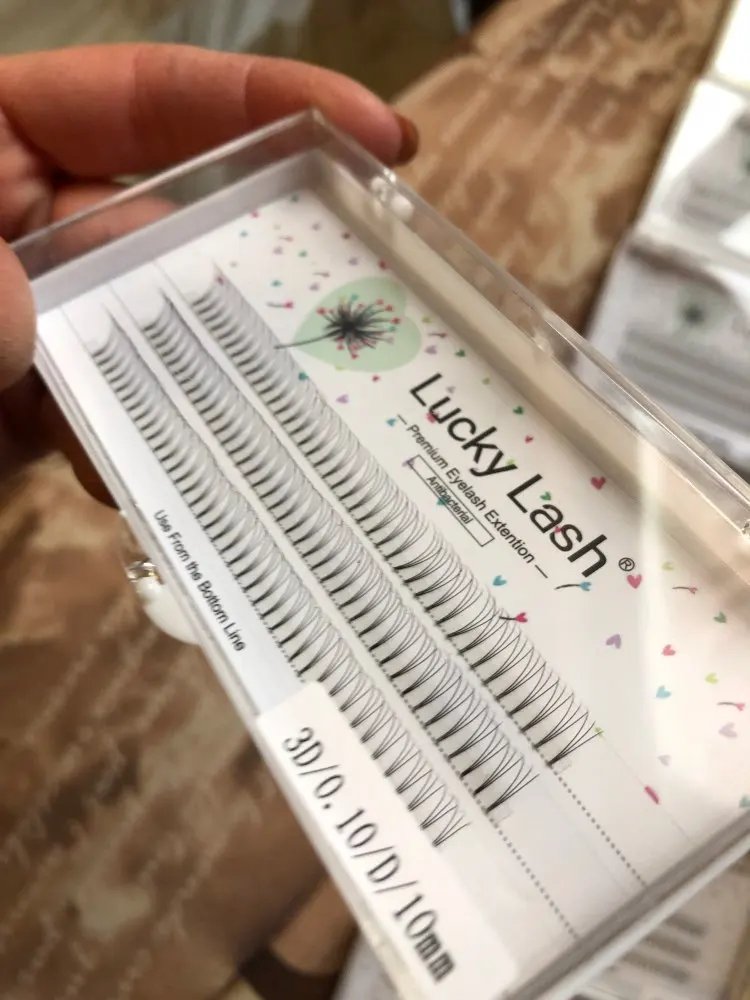 Lucky Lash®
— Premium Eyelash Extention —
Antibacterial
Use From the Bottom Line
3D/0.10/D/10mm